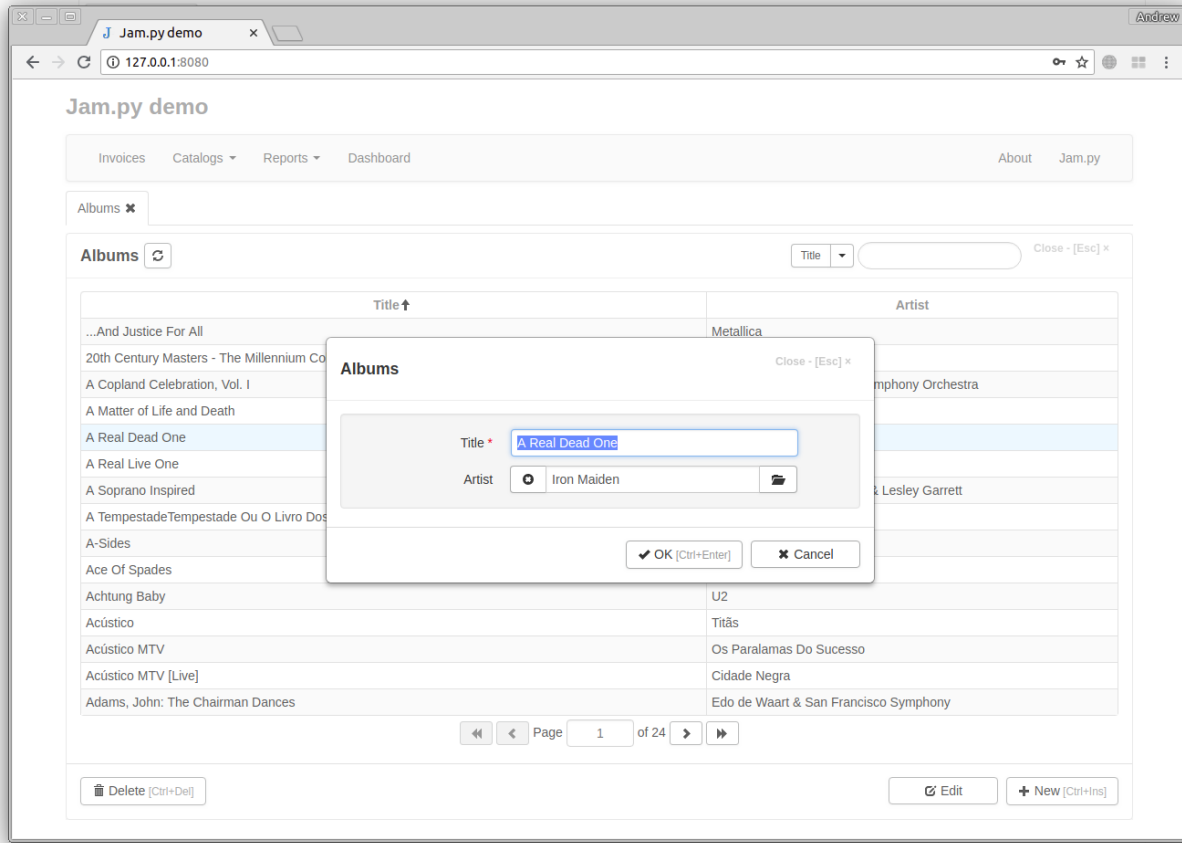 Andrew
Jam.py demo
127.0.0.1:8080
Jam.py demo
Invoices Catalogs Reports Dashboard About Jam.py
Albums
Albums Title Close - [Esc] ×
Title Artist
...And Justice For All Metallica
20th Century Masters - The Millennium Co
A Copland Celebration, Vol. I mphony Orchestra
A Matter of Life and Death
A Real Dead One
A Real Live One
A Soprano Inspired & Lesley Garrett
A TempestadeTempestade Ou O Livro Dos
A-Sides
Ace Of Spades
Achtung Baby U2
Acústico Titãs
Acústico MTV Os Paralamas Do Sucesso
Acústico MTV [Live] Cidade Negra
Adams, John: The Chairman Dances Edo de Waart & San Francisco Symphony
Albums Close - [Esc] ×
Title * A Real Dead One
Artist Iron Maiden
OK [Ctrl+Enter] Cancel
Page 1 of 24
Delete [Ctrl+Del] Edit New [Ctrl+Ins]